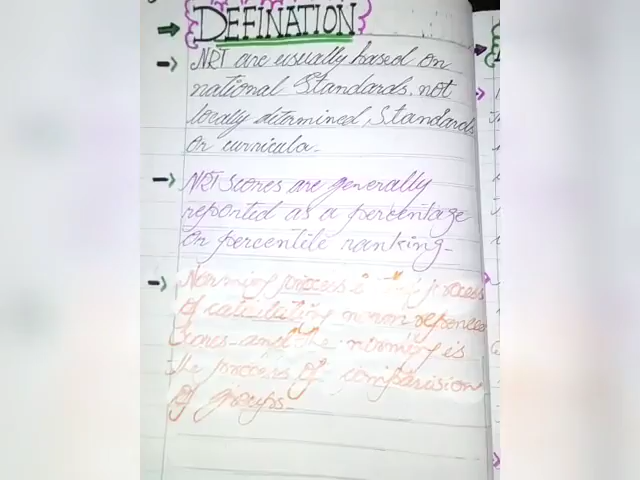 DEFINATION
NRT are usually based on
national Standards, not
locally determined, Standards
or curricula.
NRT Scores are generally
reported as a percentage
or percentile ranking.
Norming process is the process
of calculating norm refrence
Scores and the norming is
the process of comparision
of groups.